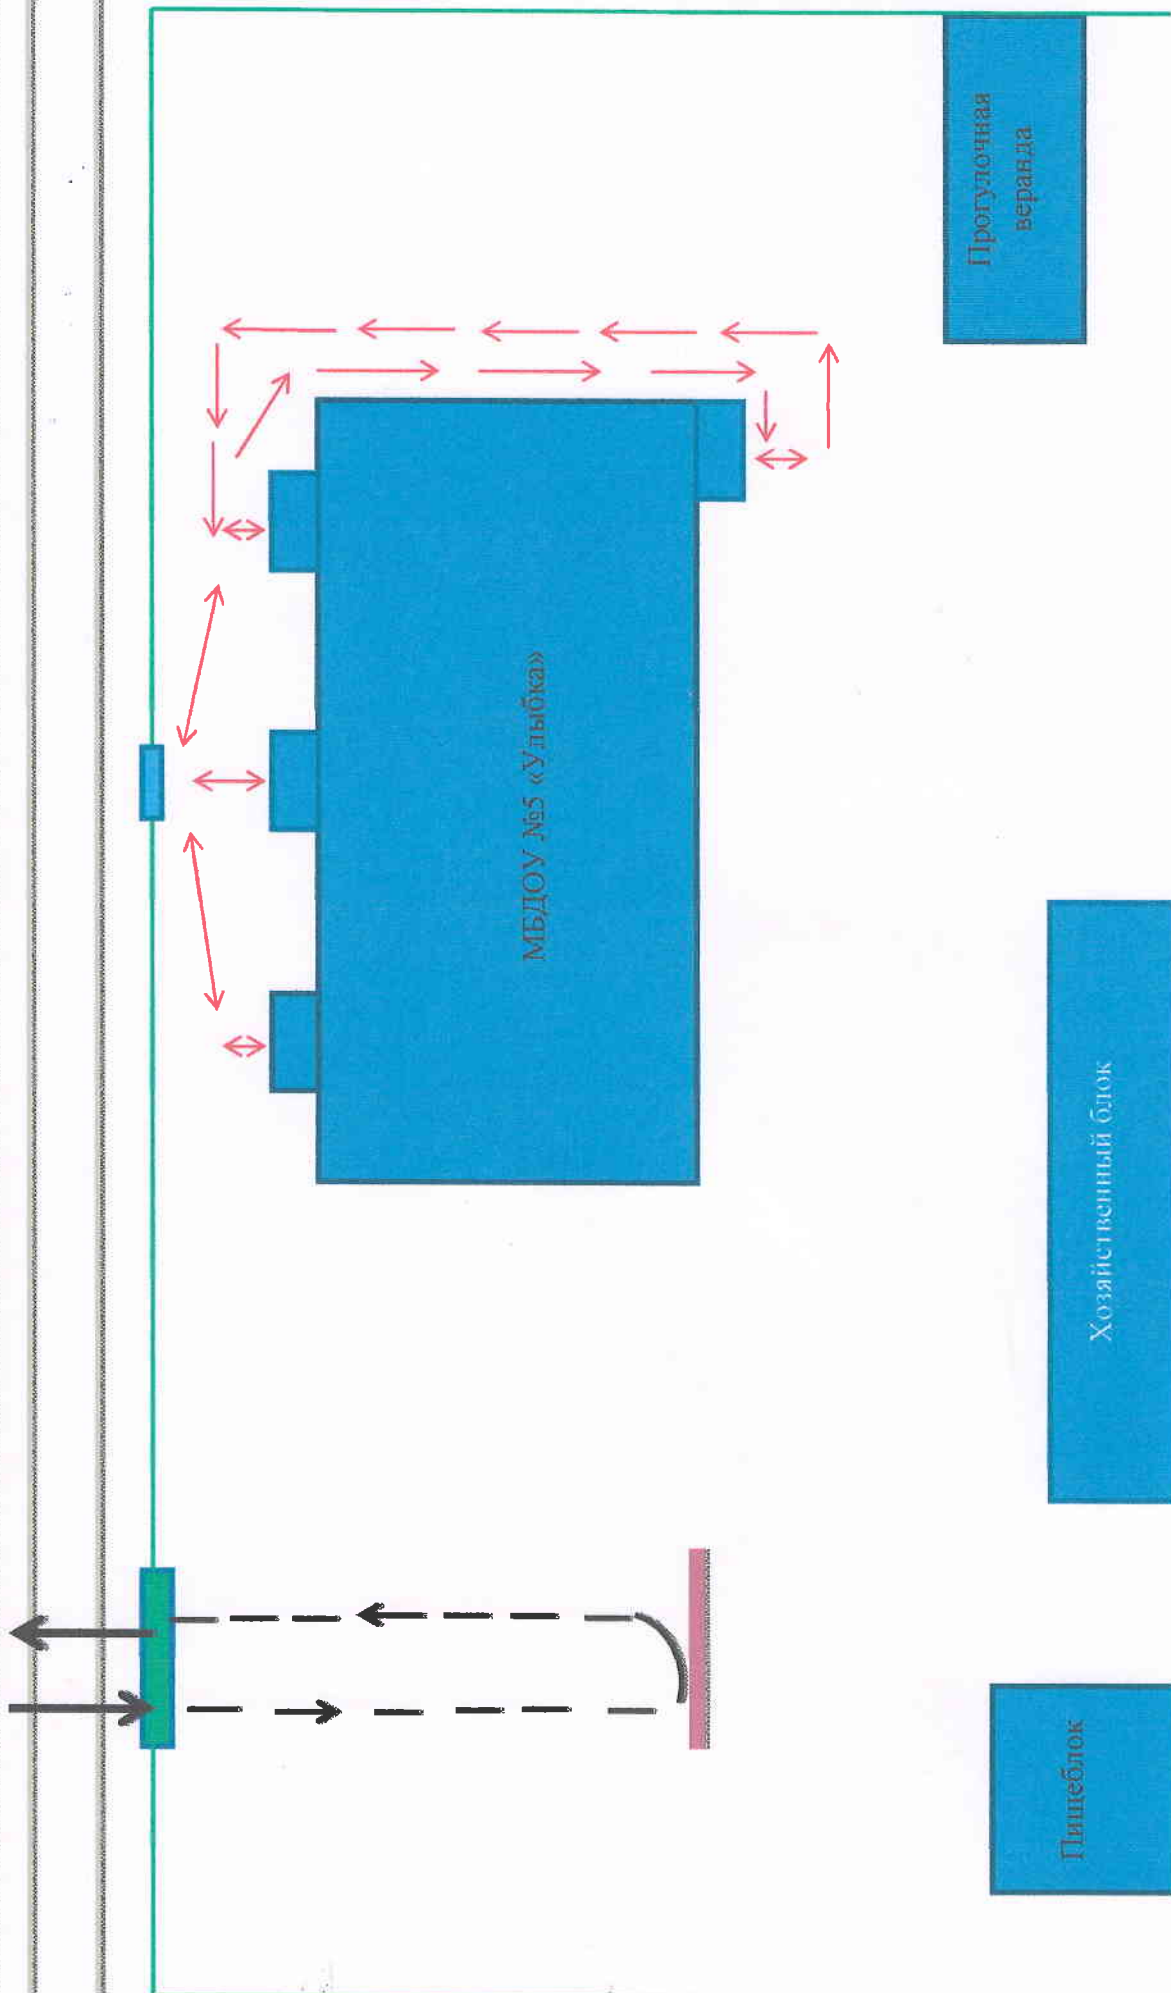 Прогулочная
веранда
МБДОУ №5 «Улыбка»
Хозяйственный блок
Пищеблок